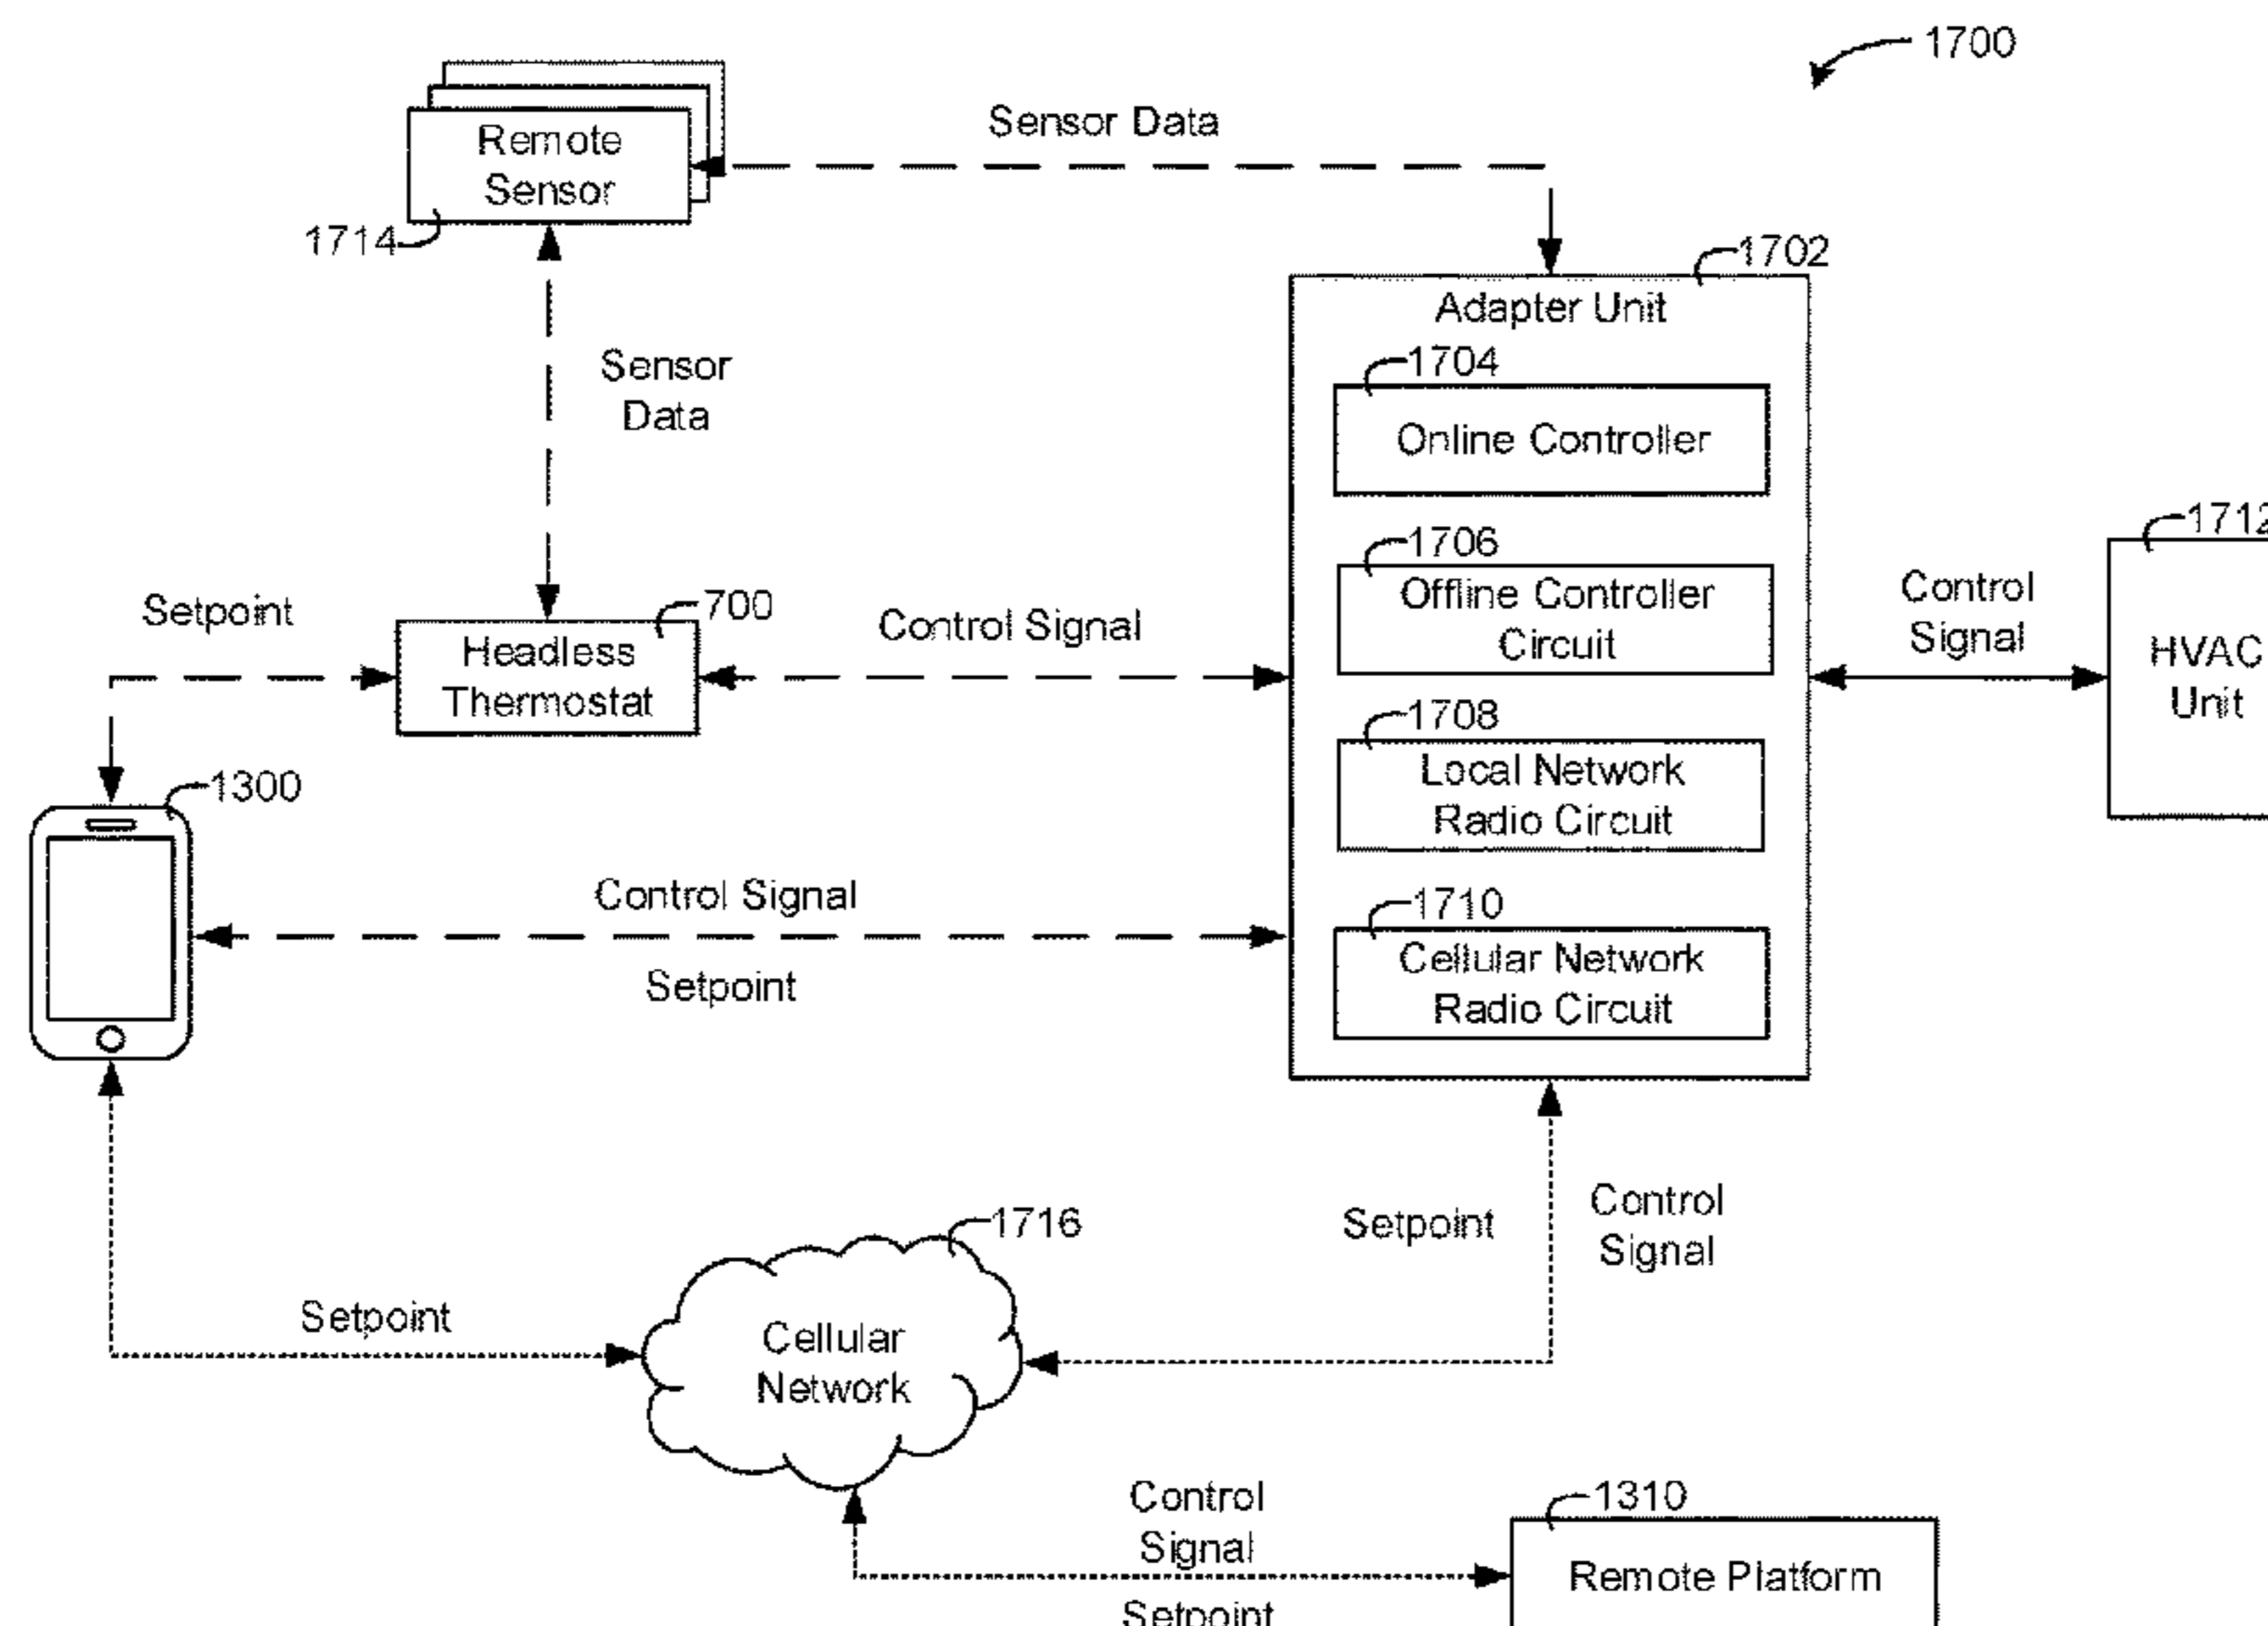 1700
Remote
Sensor
1714
Sensor Data
Sensor
Data
1702
Adapter Unit
1704
Online Controller
1706
Offline Controller
Circuit
1708
Local Network
Radio Circuit
1710
Cellular Network
Radio Circuit
1712
HVAC
Unit
Control
Signal
Setpoint
700
Headless
Thermostat
Control Signal
1300
Control Signal
Setpoint
Setpoint
Control
Signal
1716
Cellular
Network
Setpoint
Control
Signal
Setpoint
1310
Remote Platform